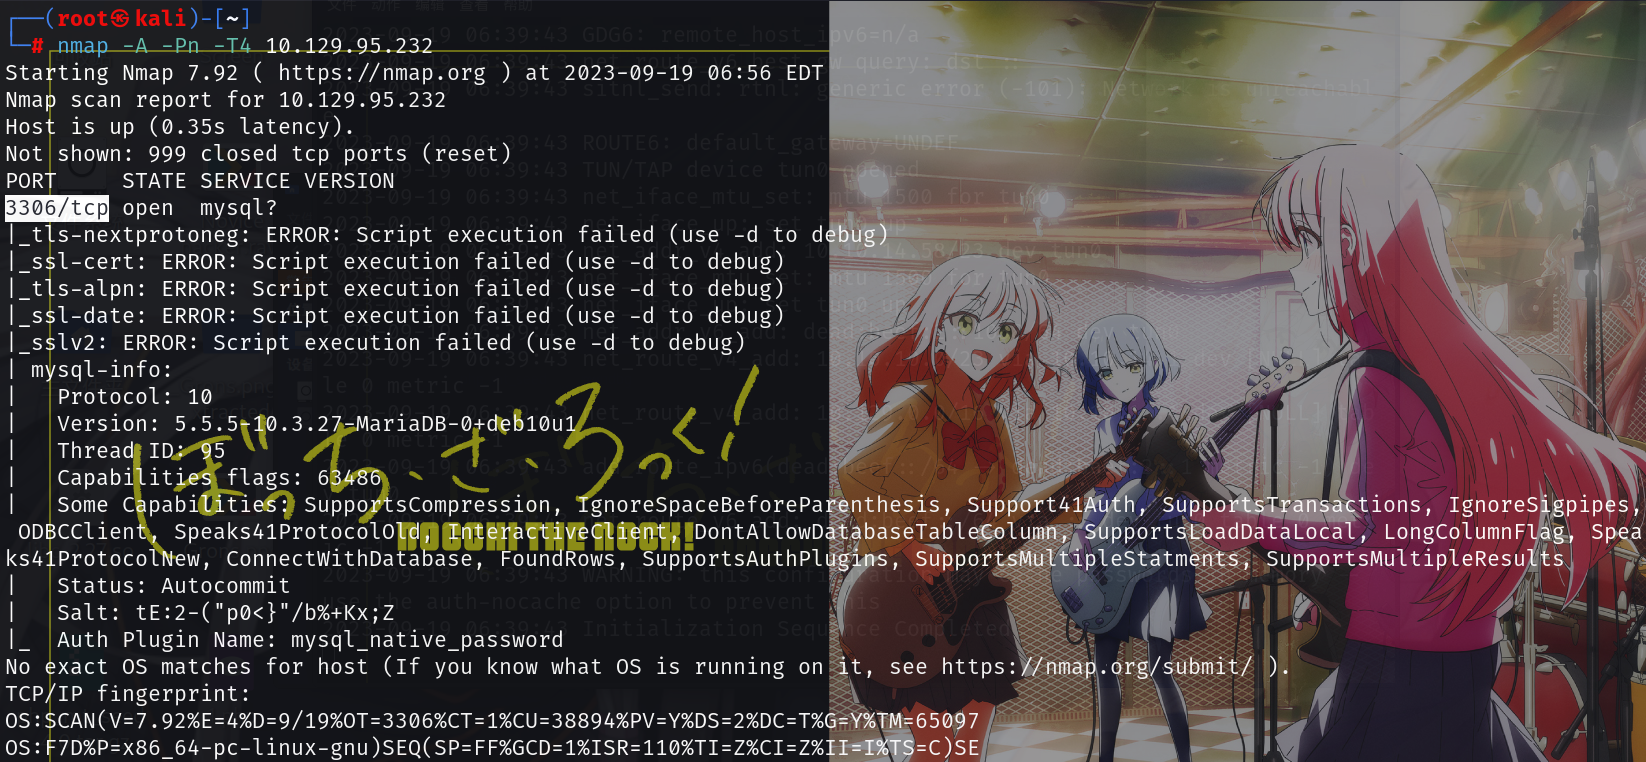 ┌──(root㉿kali)-[~]
└─# nmap -A -Pn -T4 10.129.95.232
Starting Nmap 7.92 ( https://nmap.org ) at 2023-09-19 06:56 EDT
Nmap scan report for 10.129.95.232
Host is up (0.35s latency).
Not shown: 999 closed tcp ports (reset)
PORT     STATE SERVICE VERSION
3306/tcp open  mysql?
|_tls-nextprotoneg: ERROR: Script execution failed (use -d to debug)
|_ssl-cert: ERROR: Script execution failed (use -d to debug)
|_tls-alpn: ERROR: Script execution failed (use -d to debug)
|_ssl-date: ERROR: Script execution failed (use -d to debug)
|_sslv2: ERROR: Script execution failed (use -d to debug)
| mysql-info:
|   Protocol: 10
|   Version: 5.5.5-10.3.27-MariaDB-0+deb10u1
|   Thread ID: 95
|   Capabilities flags: 63486
|   Some Capabilities: SupportsCompression, IgnoreSpaceBeforeParenthesis, Support41Auth, SupportsTransactions, IgnoreSigpipes,
 ODBCClient, Speaks41ProtocolOld, InteractiveClient, DontAllowDatabaseTableColumn, SupportsLoadDataLocal, LongColumnFlag, Spea
ks41ProtocolNew, ConnectWithDatabase, FoundRows, SupportsAuthPlugins, SupportsMultipleStatments, SupportsMultipleResults
|   Status: Autocommit
|   Salt: tE:2-("p0<}"/b%+Kx;Z
|_  Auth Plugin Name: mysql_native_password
No exact OS matches for host (If you know what OS is running on it, see https://nmap.org/submit/ ).
TCP/IP fingerprint:
OS:SCAN(V=7.92%E=4%D=9/19%OT=3306%CT=1%CU=38894%PV=Y%DS=2%DC=T%G=Y%TM=65097
OS:F7D%P=x86_64-pc-linux-gnu)SEQ(SP=FF%GCD=1%ISR=110%TI=Z%CI=Z%II=I%TS=C)SE
ぼっち・ざ・ろっく!
BOCCHI THE ROCK!